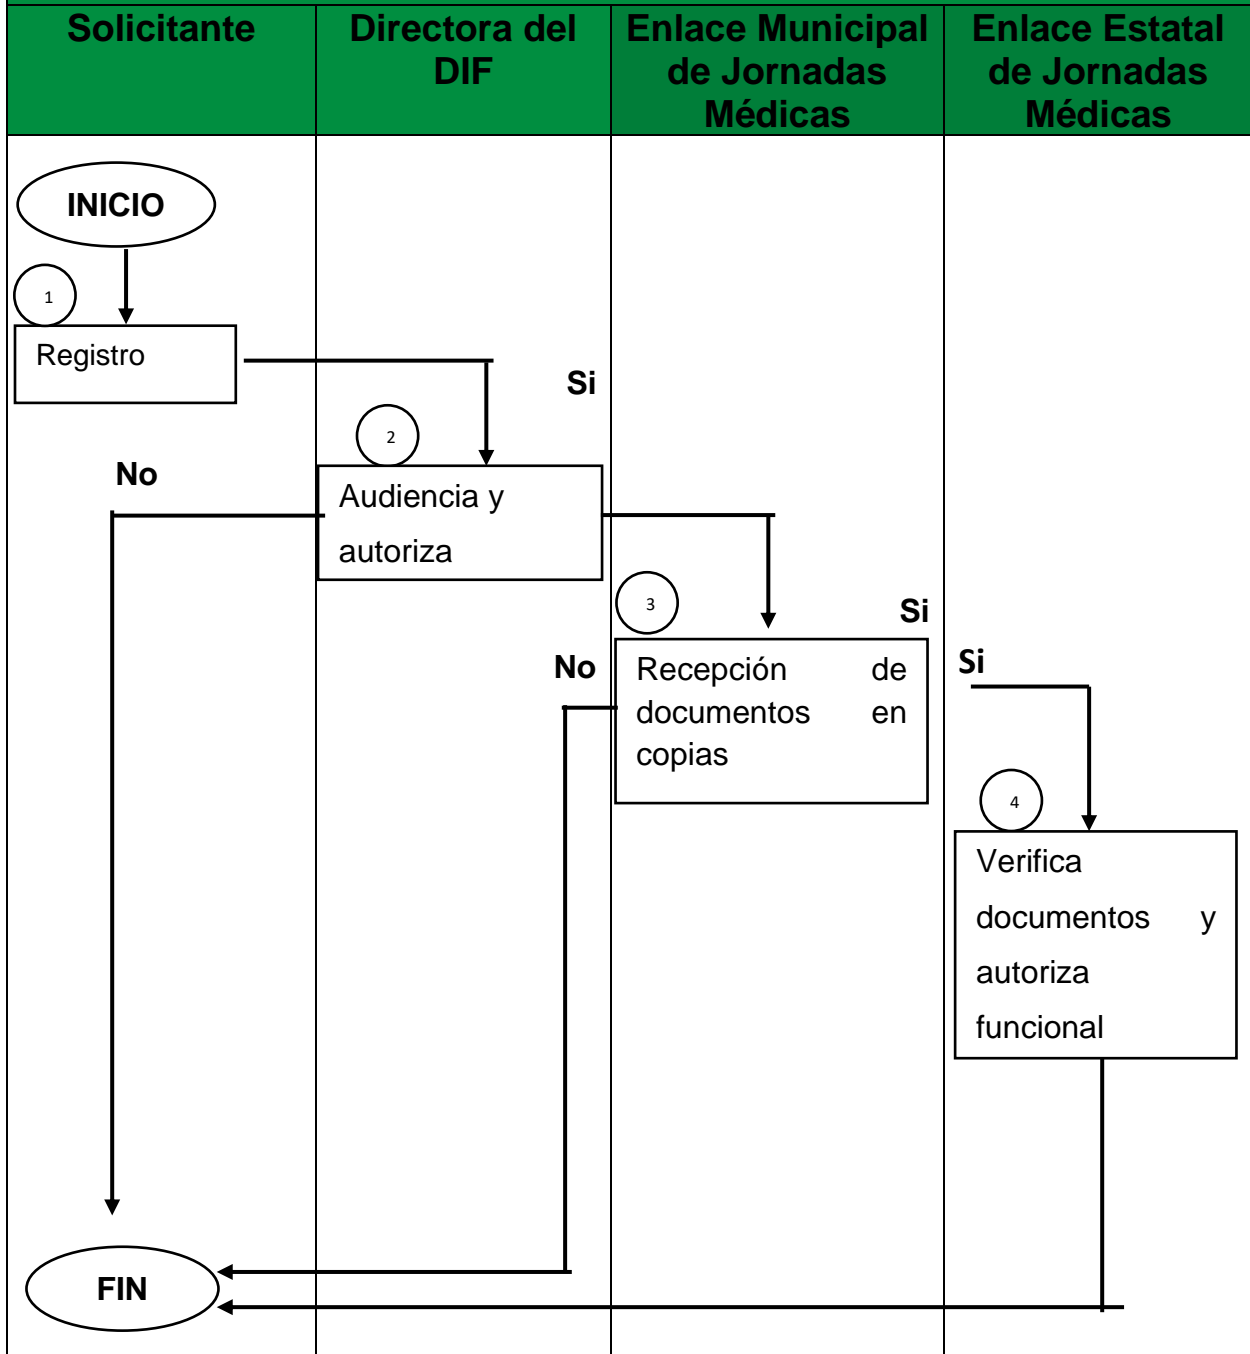 Solicitante
Directora del
DIF
Enlace Municipal
de Jornadas
Médicas
Enlace Estatal
de Jornadas
Médicas
INICIO
1
Registro
Si
2
No
Audiencia y
autoriza
3
Si
No
Recepción de
documentos en
copias
Si
4
Verifica
documentos y
autoriza
funcional
FIN